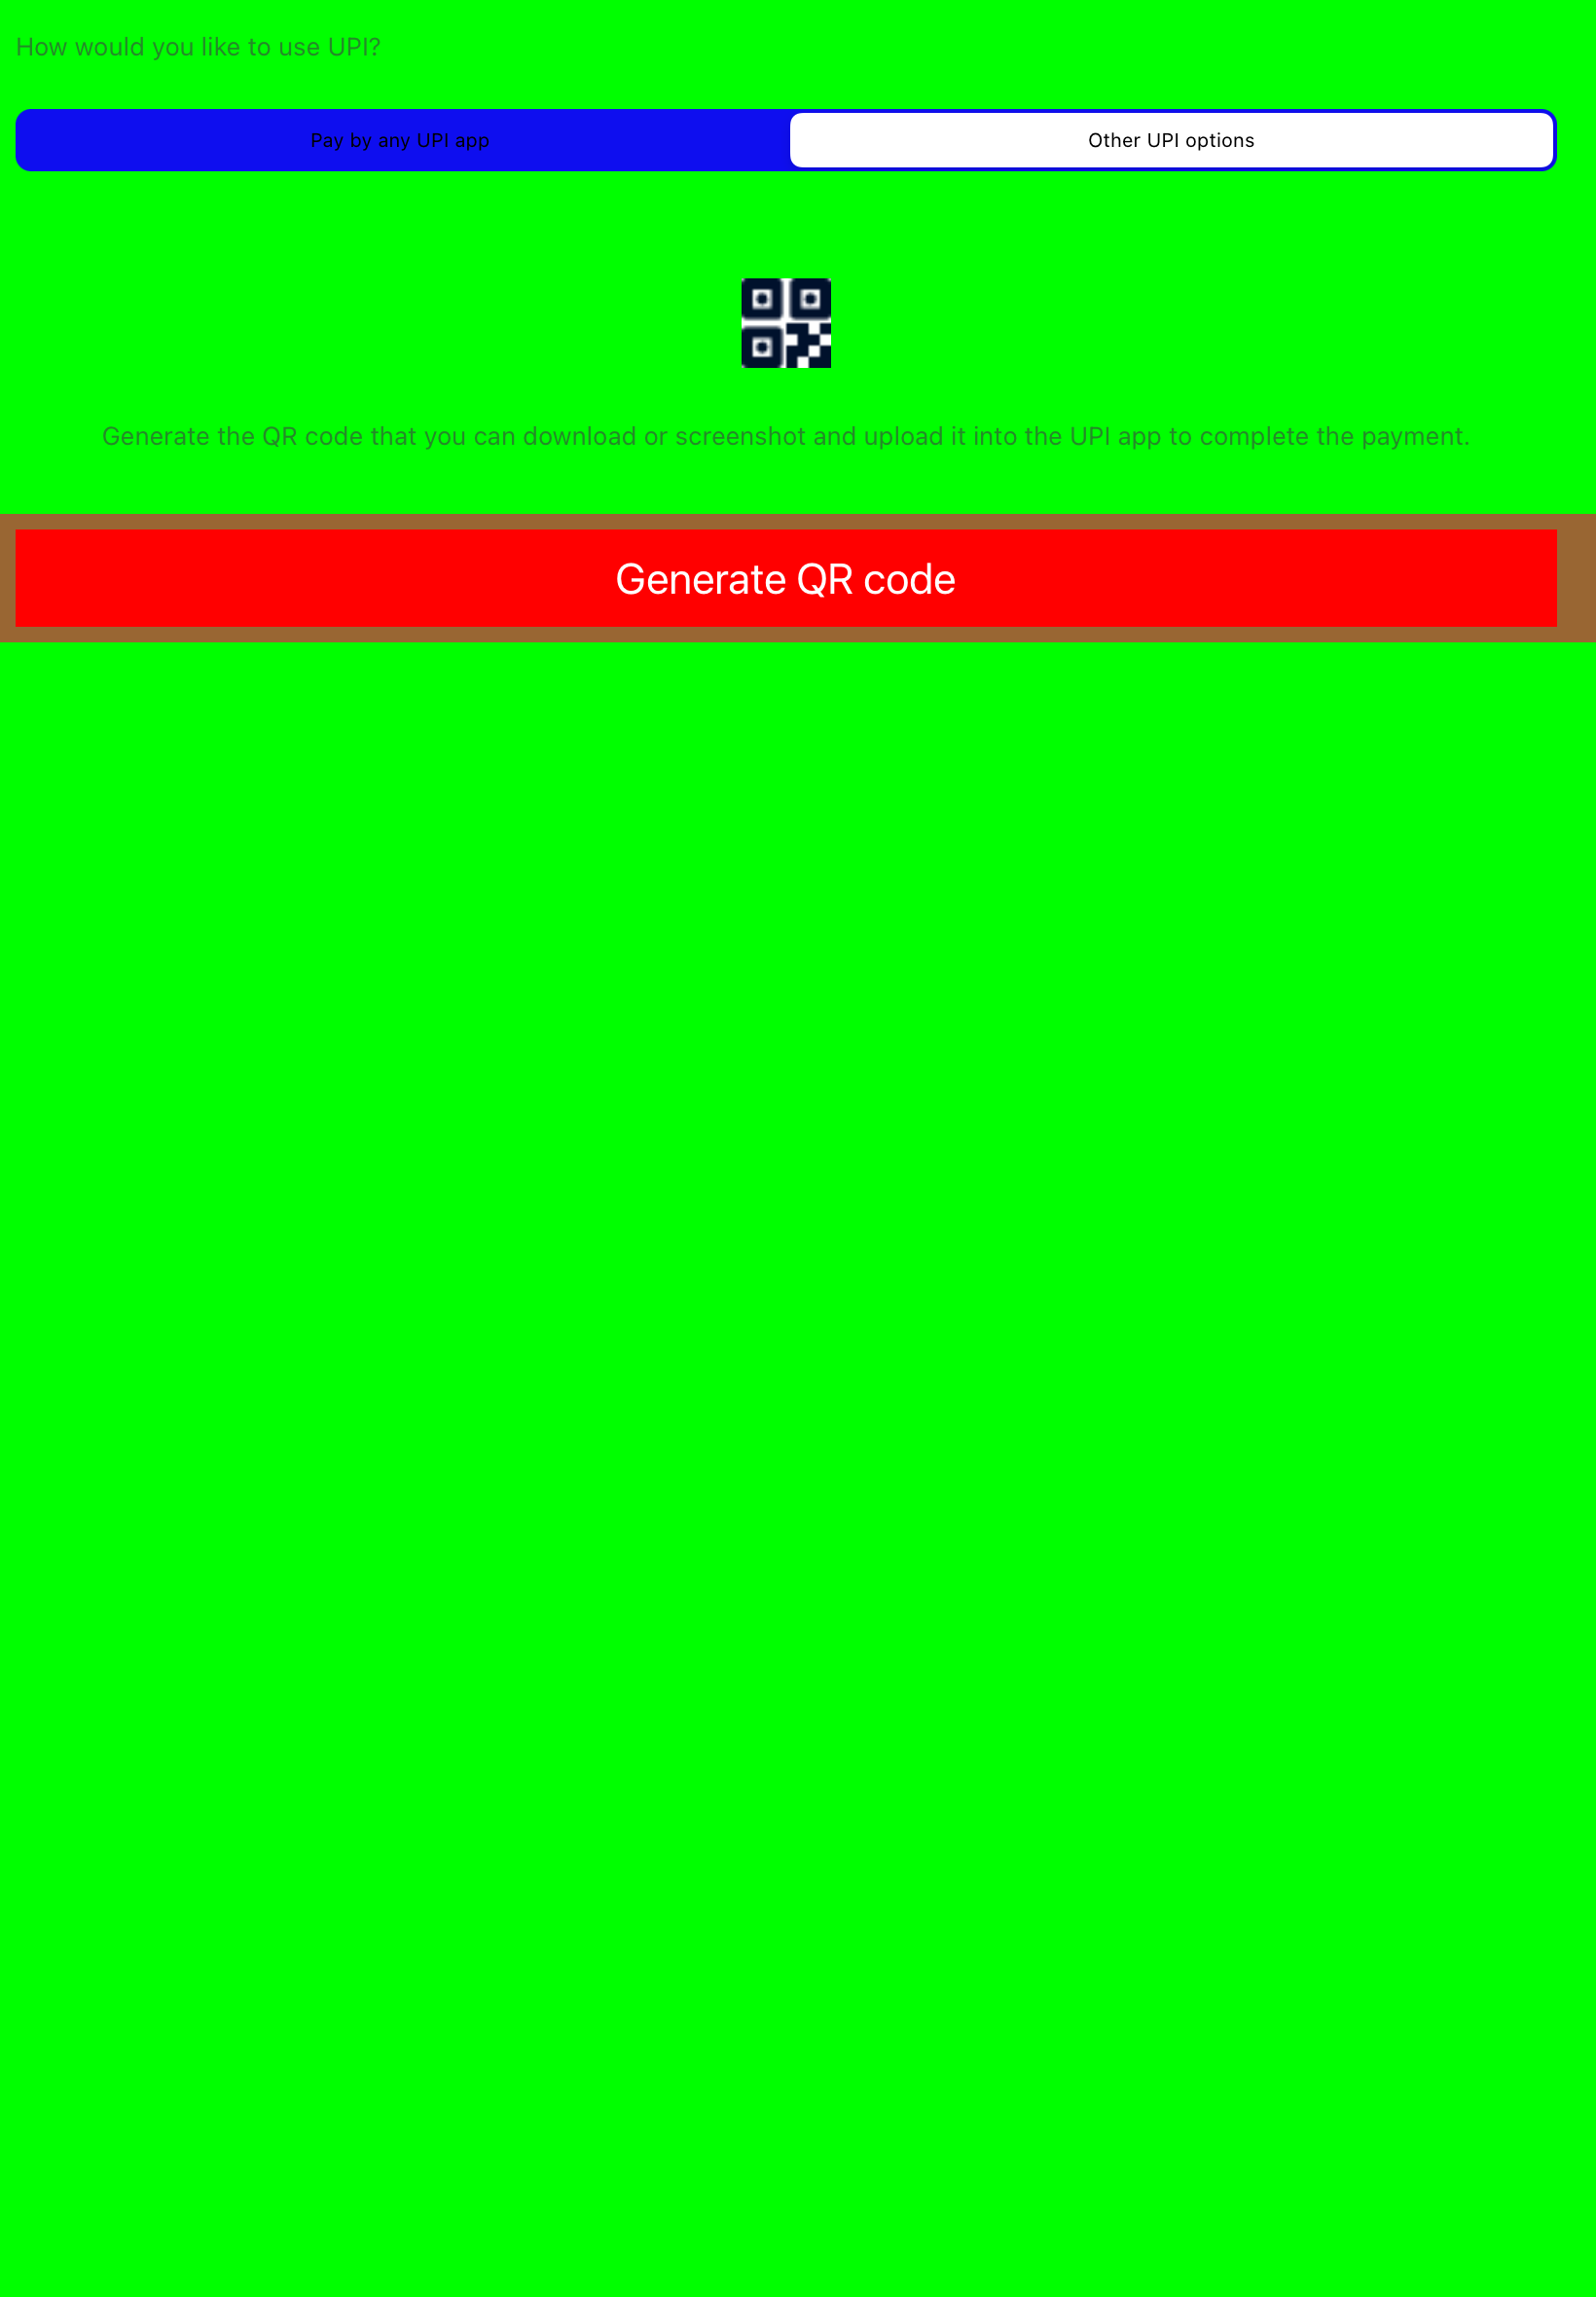 How would you like to use UPI?
Pay by any UPI app
Other UPI options
Generate the QR code that you can download or screenshot and upload it into the UPI app to complete the payment.
Generate QR code